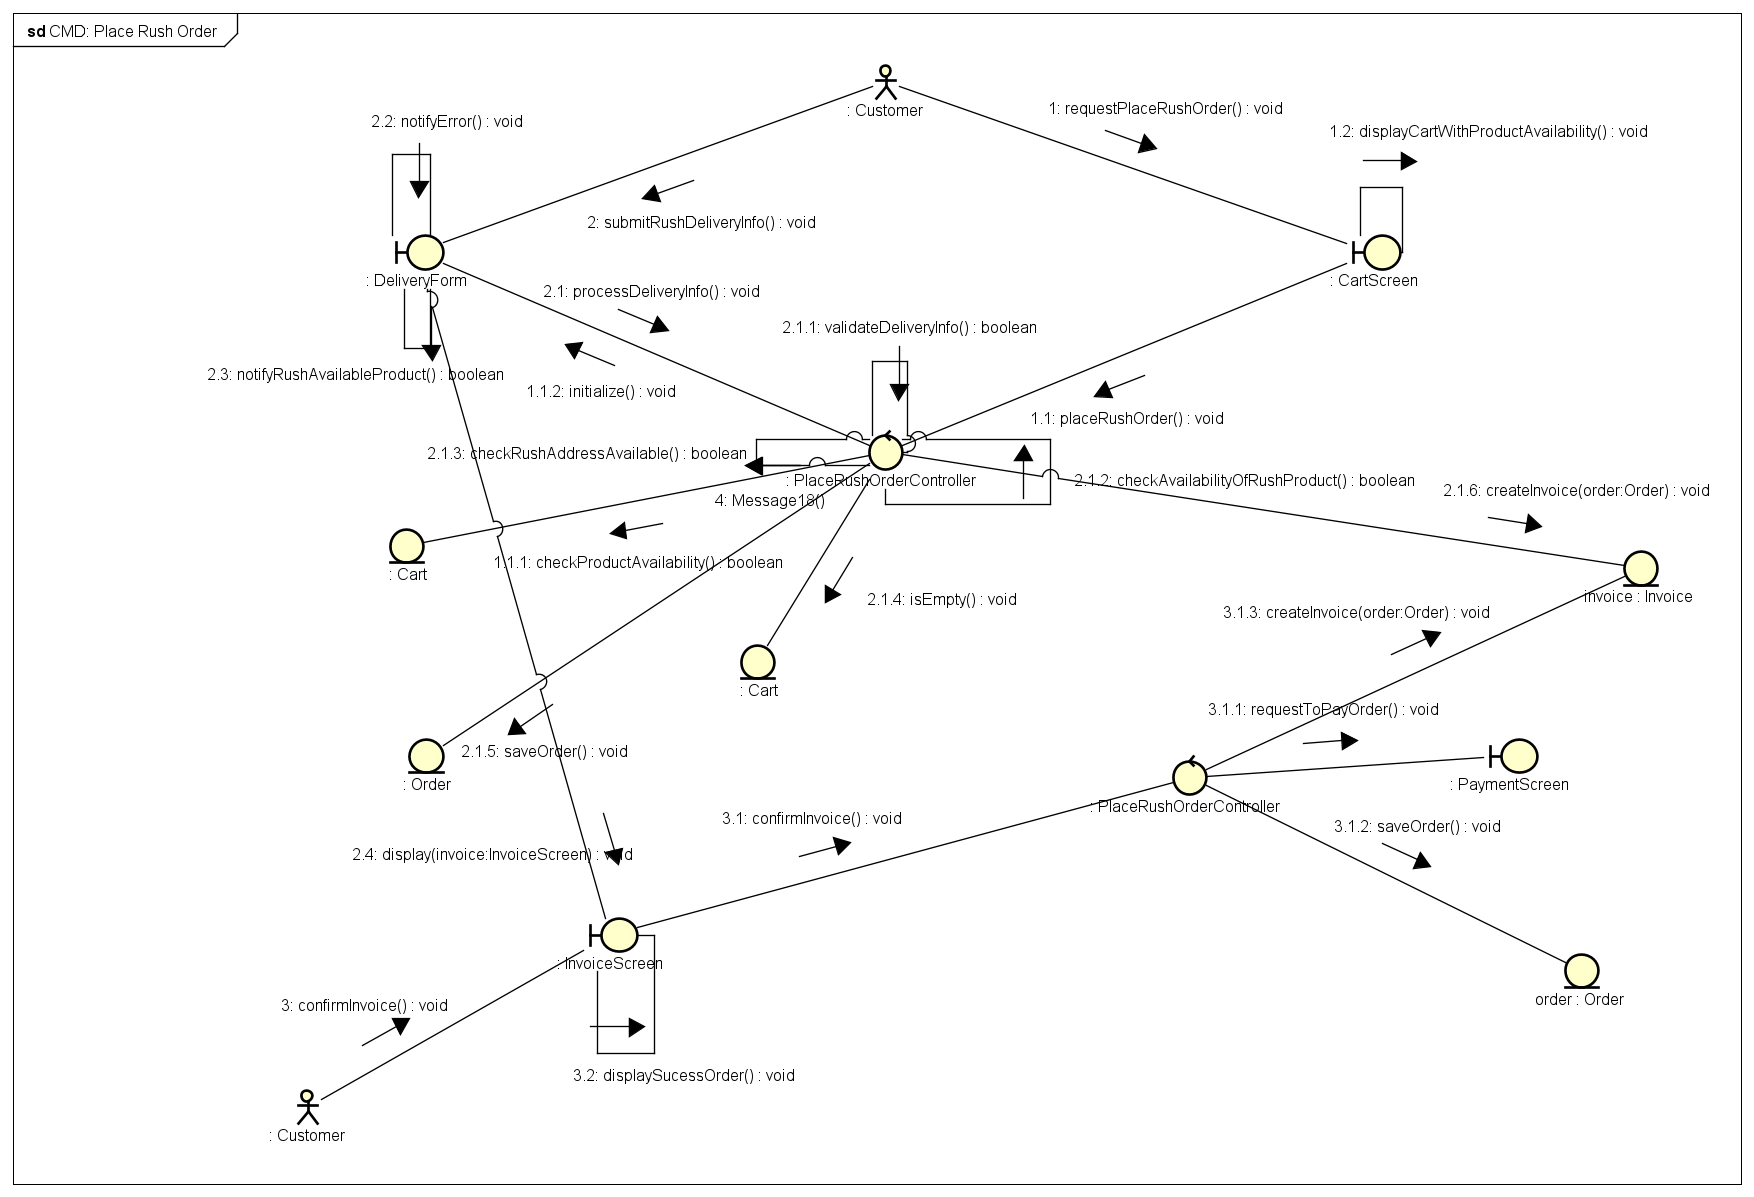 sd CMD: Place Rush Order
: Customer
1: requestPlaceRushOrder() : void
2.2: notifyError() : void
1.2: displayCartWithProductAvailability() : void
2: submitRushDeliveryInfo() : void
: DeliveryForm
: CartScreen
2.1: processDeliveryInfo() : void
2.1.1: validateDeliveryInfo() : boolean
2.3: notifyRushAvailableProduct() : boolean
1.1.2: initialize() : void
1.1: placeRushOrder() : void
2.1.3: checkRushAddressAvailable() : boolean
: PlaceRushOrderController
2.1.2: checkAvailabilityOfRushProduct() : boolean
2.1.6: createInvoice(order:Order) : void
4: Message18()
1.1.1: checkProductAvailability() : boolean
: Cart
2.1.4: isEmpty() : void
invoice : Invoice
3.1.3: createInvoice(order:Order) : void
: Cart
3.1.1: requestToPayOrder() : void
2.1.5: saveOrder() : void
: Order
: PaymentScreen
: PlaceRushOrderController
3.1: confirmInvoice() : void
3.1.2: saveOrder() : void
2.4: display(invoice:InvoiceScreen) : void
: InvoiceScreen
order : Order
3: confirmInvoice() : void
3.2: displaySucessOrder() : void
: Customer